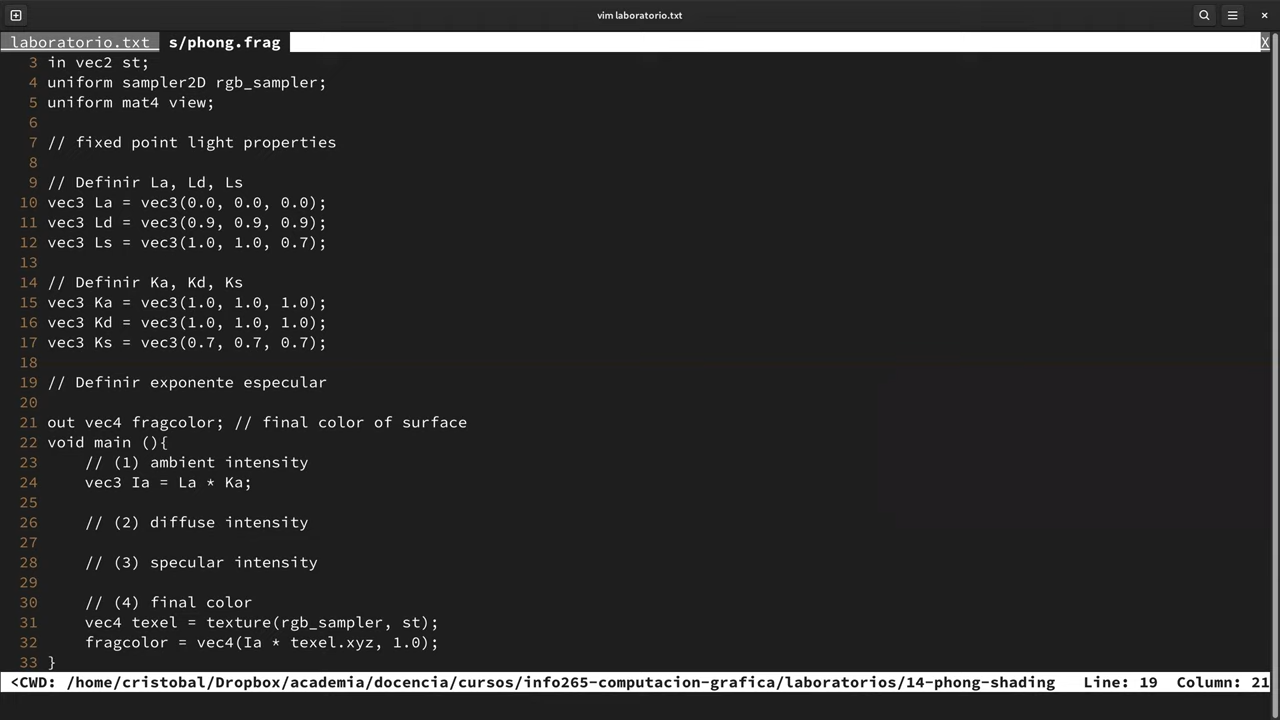 vim laboratorio.txt
laboratorio.txt s/phong.frag X
3 in vec2 st;
4 uniform sampler2D rgb_sampler;
5 uniform mat4 view;
6
7 // fixed point light properties
8
9 // Definir La, Ld, Ls
10 vec3 La = vec3(0.0, 0.0, 0.0);
11 vec3 Ld = vec3(0.9, 0.9, 0.9);
12 vec3 Ls = vec3(1.0, 1.0, 0.7);
13
14 // Definir Ka, Kd, Ks
15 vec3 Ka = vec3(1.0, 1.0, 1.0);
16 vec3 Kd = vec3(1.0, 1.0, 1.0);
17 vec3 Ks = vec3(0.7, 0.7, 0.7);
18
19 // Definir exponente especular
20
21 out vec4 fragcolor; // final color of surface
22 void main (){
23     // (1) ambient intensity
24     vec3 Ia = La * Ka;
25
26     // (2) diffuse intensity
27
28     // (3) specular intensity
29
30     // (4) final color
31     vec4 texel = texture(rgb_sampler, st);
32     fragcolor = vec4(Ia * texel.xyz, 1.0);
33 }
<CWD: /home/cristobal/Dropbox/academia/docencia/cursos/info265-computacion-grafica/laboratorios/14-phong-shading   Line: 19  Column: 21